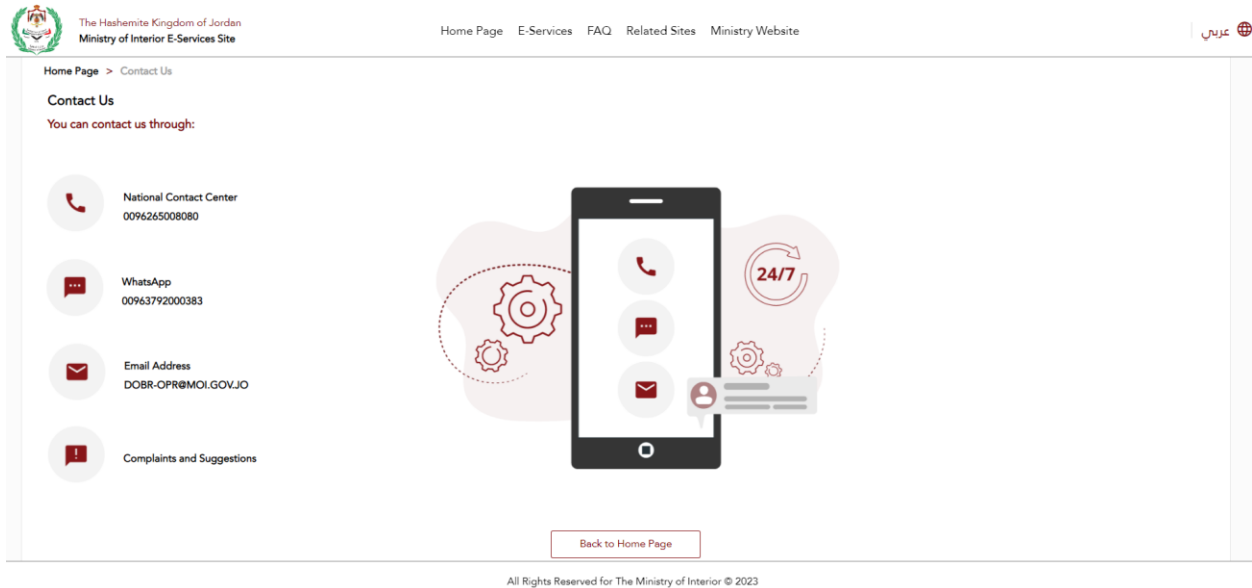 The Hashemite Kingdom of Jordan
Ministry of Interior E-Services Site
Home Page E-Services FAQ Related Sites Ministry Website
عربي
Home Page > Contact Us
Contact Us
You can contact us through:
National Contact Center
0096265008080
WhatsApp
00963792000383
Email Address
DOBR-OPR@MOI.GOV.JO
Complaints and Suggestions
24/7
Back to Home Page
All Rights Reserved for The Ministry of Interior © 2023